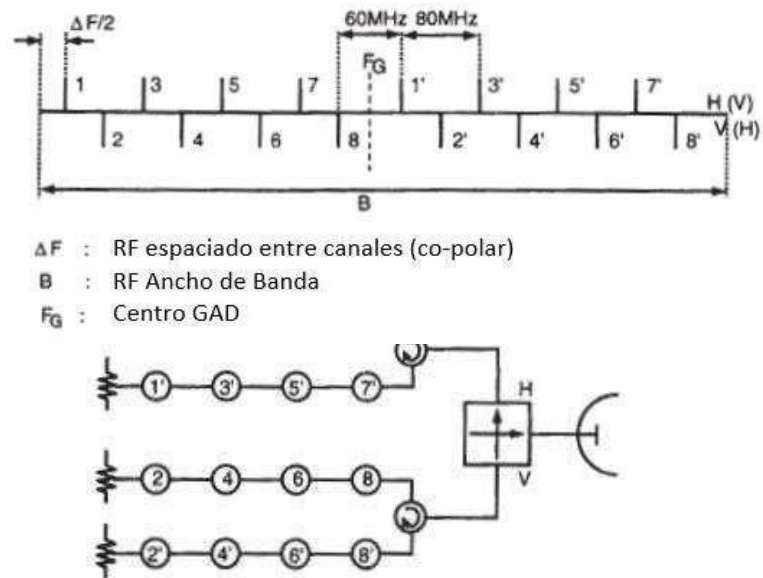 ΔF/2
60MHz 80MHz
F_G
1 3 5 7 1' 3' 5' 7'
H (V)
V (H)
2 4 6 8 2' 4' 6' 8'
B
ΔF : RF espaciado entre canales (co-polar)
B : RF Ancho de Banda
F_G : Centro GAD
1' 3' 5' 7'
H
2 4 6 8
V
2' 4' 6' 8'